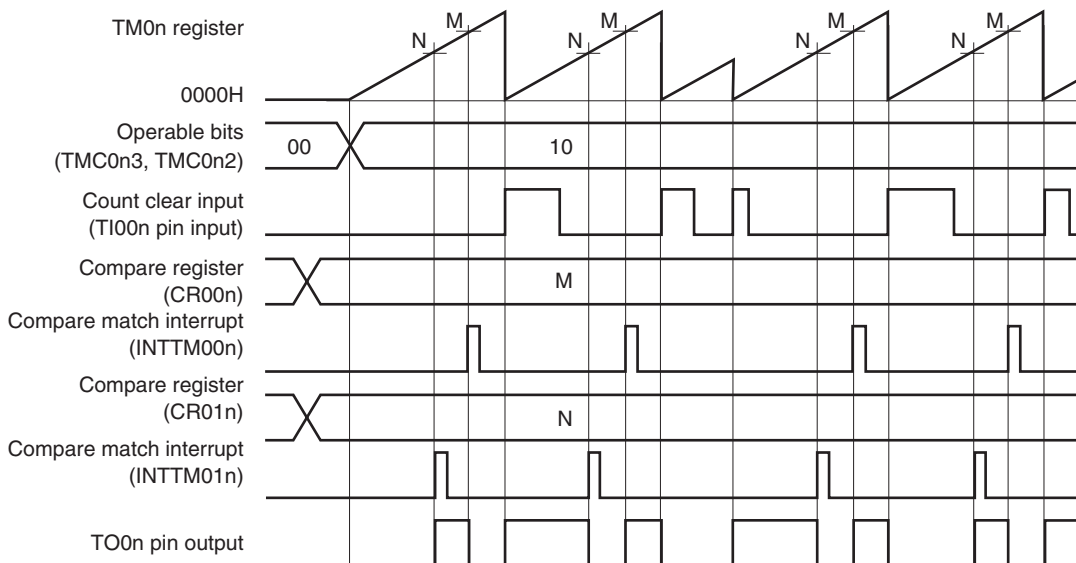 TM0n register
M
N
M
N
M
N
M
N
0000H
Operable bits
(TMC0n3, TMC0n2)
00
10
Count clear input
(TI00n pin input)
Compare register
(CR00n)
M
Compare match interrupt
(INTTM00n)
Compare register
(CR01n)
N
Compare match interrupt
(INTTM01n)
TO0n pin output